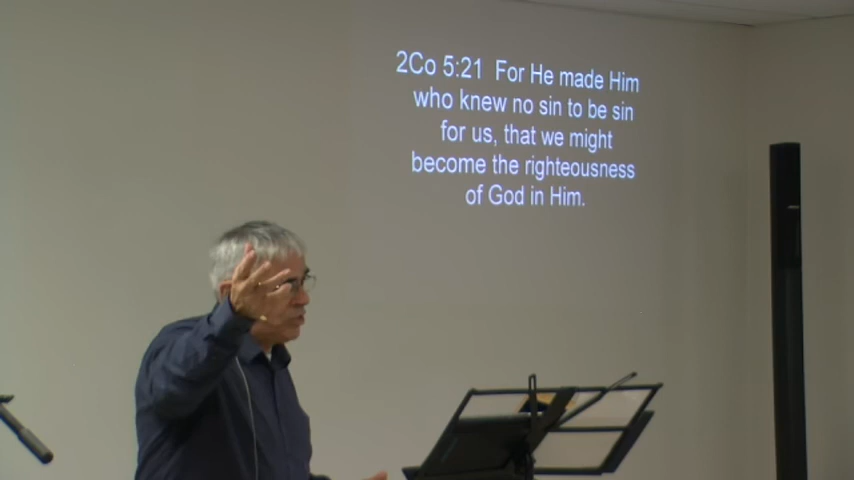 2Co 5:21 For He made Him
who knew no sin to be sin
for us, that we might
become the righteousness
of God in Him.